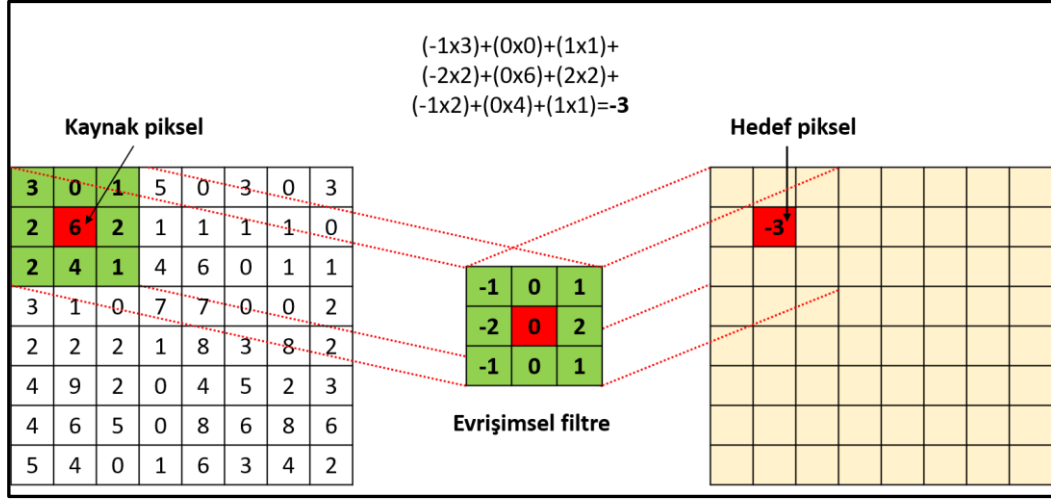 (-1x3)+(0x0)+(1x1)+
(-2x2)+(0x6)+(2x2)+
(-1x2)+(0x4)+(1x1)=-3
Kaynak piksel
Hedef piksel
3 0 1 5 0 3 0 3
2 6 2 1 1 1 1 0
2 4 1 4 6 0 1 1
3 1 0 7 7 0 0 2
2 2 2 1 8 3 8 2
4 9 2 0 4 5 2 3
4 6 5 0 8 6 8 6
5 4 0 1 6 3 4 2
-1 0 1
-2 0 2
-1 0 1
Evrişimsel filtre
-3